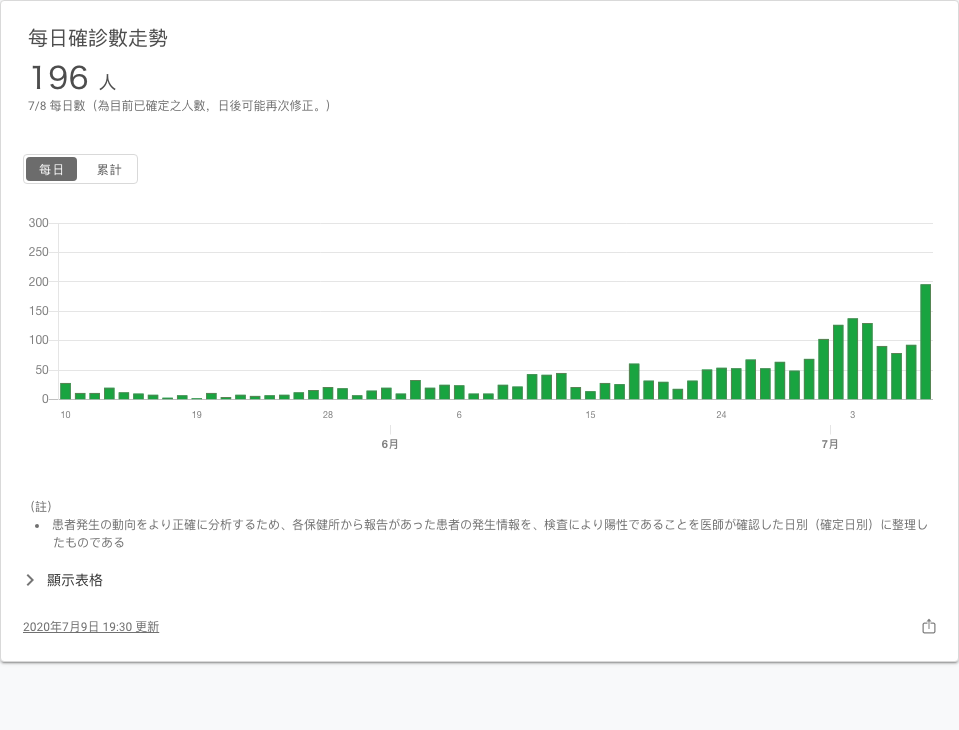 每日確診數走勢
196 人
7/8 每日數（為目前已確定之人數，日後可能再次修正。）
每日 累計
300
250
200
150
100
50
0
10 19 28 6 15 24 3
6月 7月
（註）
• 患者発生の動向をより正確に分析するため、各保健所から報告があった患者の発生情報を、検査により陽性であることを医師が確認した日別（確定日別）に整理し
たものである
顯示表格
2020年7月9日 19:30 更新